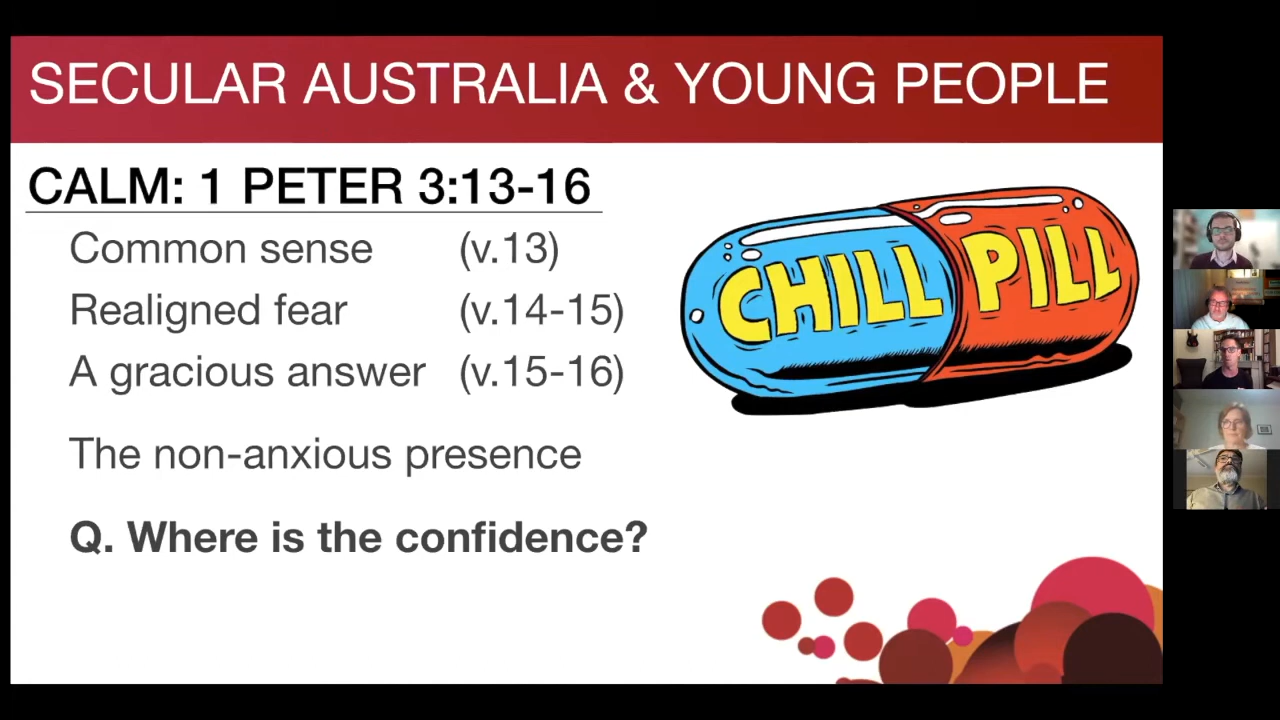 SECULAR AUSTRALIA & YOUNG PEOPLE
CALM: 1 PETER 3:13-16
Common sense (v.13)
Realigned fear (v.14-15)
A gracious answer (v.15-16)
CHILL PILL
The non-anxious presence
Q. Where is the confidence?